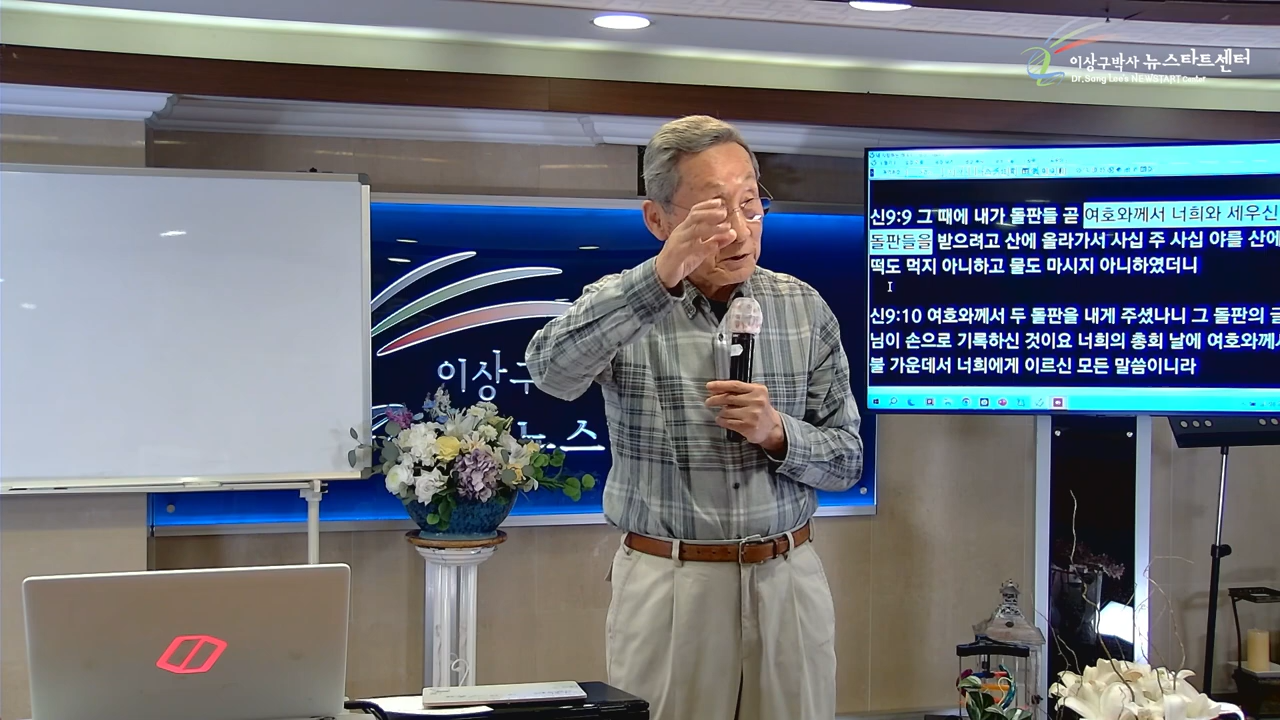 이상구박사 뉴스타트센터
Dr. Sang Lee's NEWSTART Center
신9:9 그 때에 내가 돌판들 곧 여호와께서 너희와 세우신
돌판들을 받으려고 산에 올라가서 사십 주 사십 야를 산에
떡도 먹지 아니하고 물도 마시지 아니하였더니
신9:10 여호와께서 두 돌판을 내게 주셨나니 그 돌판의 글
님이 손으로 기록하신 것이요 너희의 총회 날에 여호와께서
불 가운데서 너희에게 이르신 모든 말씀이니라
이상구
뉴스